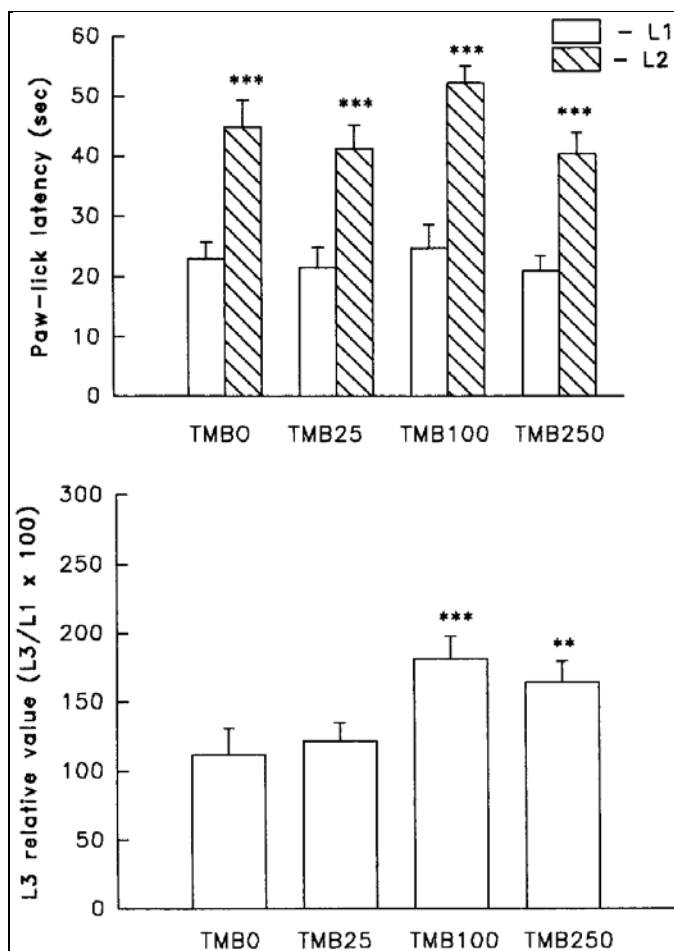 *** *** *** ***
– L1
– L2
Paw–lick latency (sec)
60
50
40
30
20
10
0
TMB0 TMB25 TMB100 TMB250
L3 relative value (L3/L1 x 100)
300
250
200
150
100
50
0
*** **
TMB0 TMB25 TMB100 TMB250